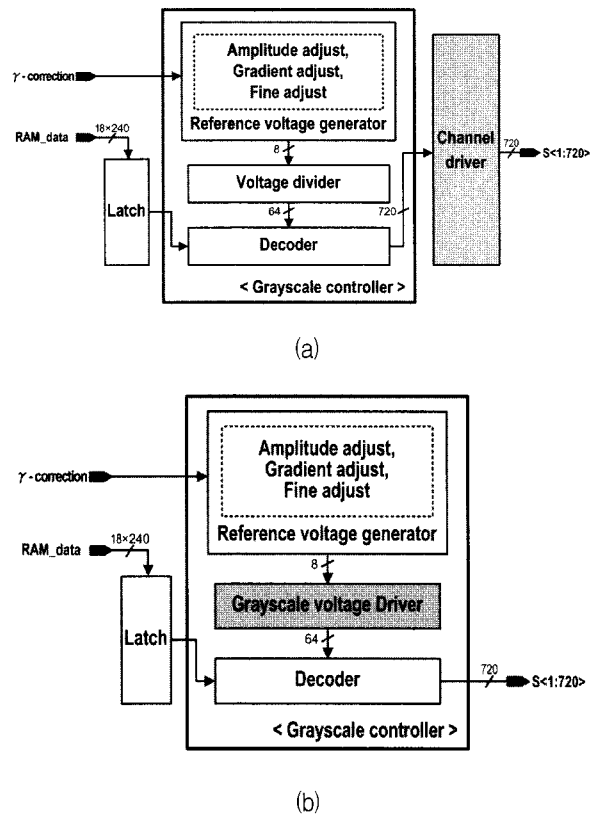 Amplitude adjust,
Gradient adjust,
Fine adjust
γ - correction
Reference voltage generator
RAM_data
18×240
8
Channel
driver
720
S<1:720>
Voltage divider
Latch
64
720
Decoder
< Grayscale controller >
(a)
Amplitude adjust,
Gradient adjust,
Fine adjust
γ - correction
Reference voltage generator
RAM_data
18×240
8
Grayscale voltage Driver
Latch
64
Decoder
720
S<1:720>
< Grayscale controller >
(b)